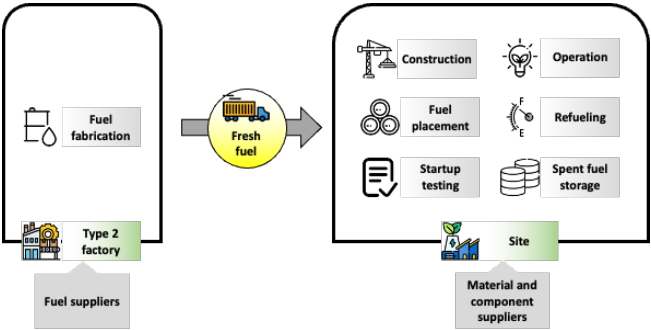 Fuel
fabrication
Fresh
fuel
Construction
Operation
Fuel
placement
F
E
Refueling
Startup
testing
Spent fuel
storage
Type 2
factory
Site
Fuel suppliers
Material and
component
suppliers